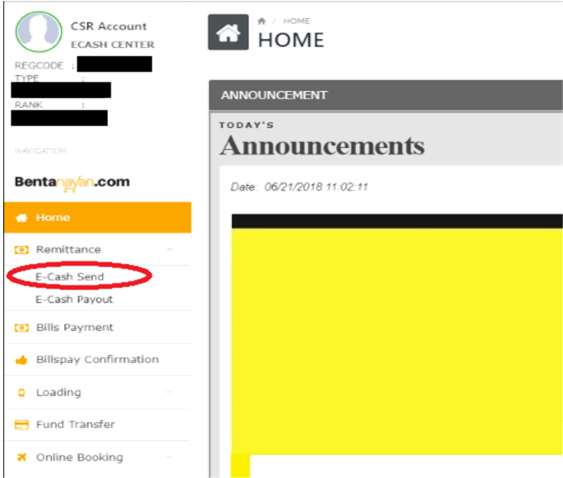 CSR Account
ECASH CENTER
REGCODE :
TYPE :
RANK :
NAVIGATION
Bentanayan.com
Home
Remittance
E-Cash Send
E-Cash Payout
Bills Payment
Billspay Confirmation
Loading
Fund Transfer
Online Booking
/ HOME
HOME
ANNOUNCEMENT
TODAY'S
Announcements
Date: 06/21/2018 11:02:11